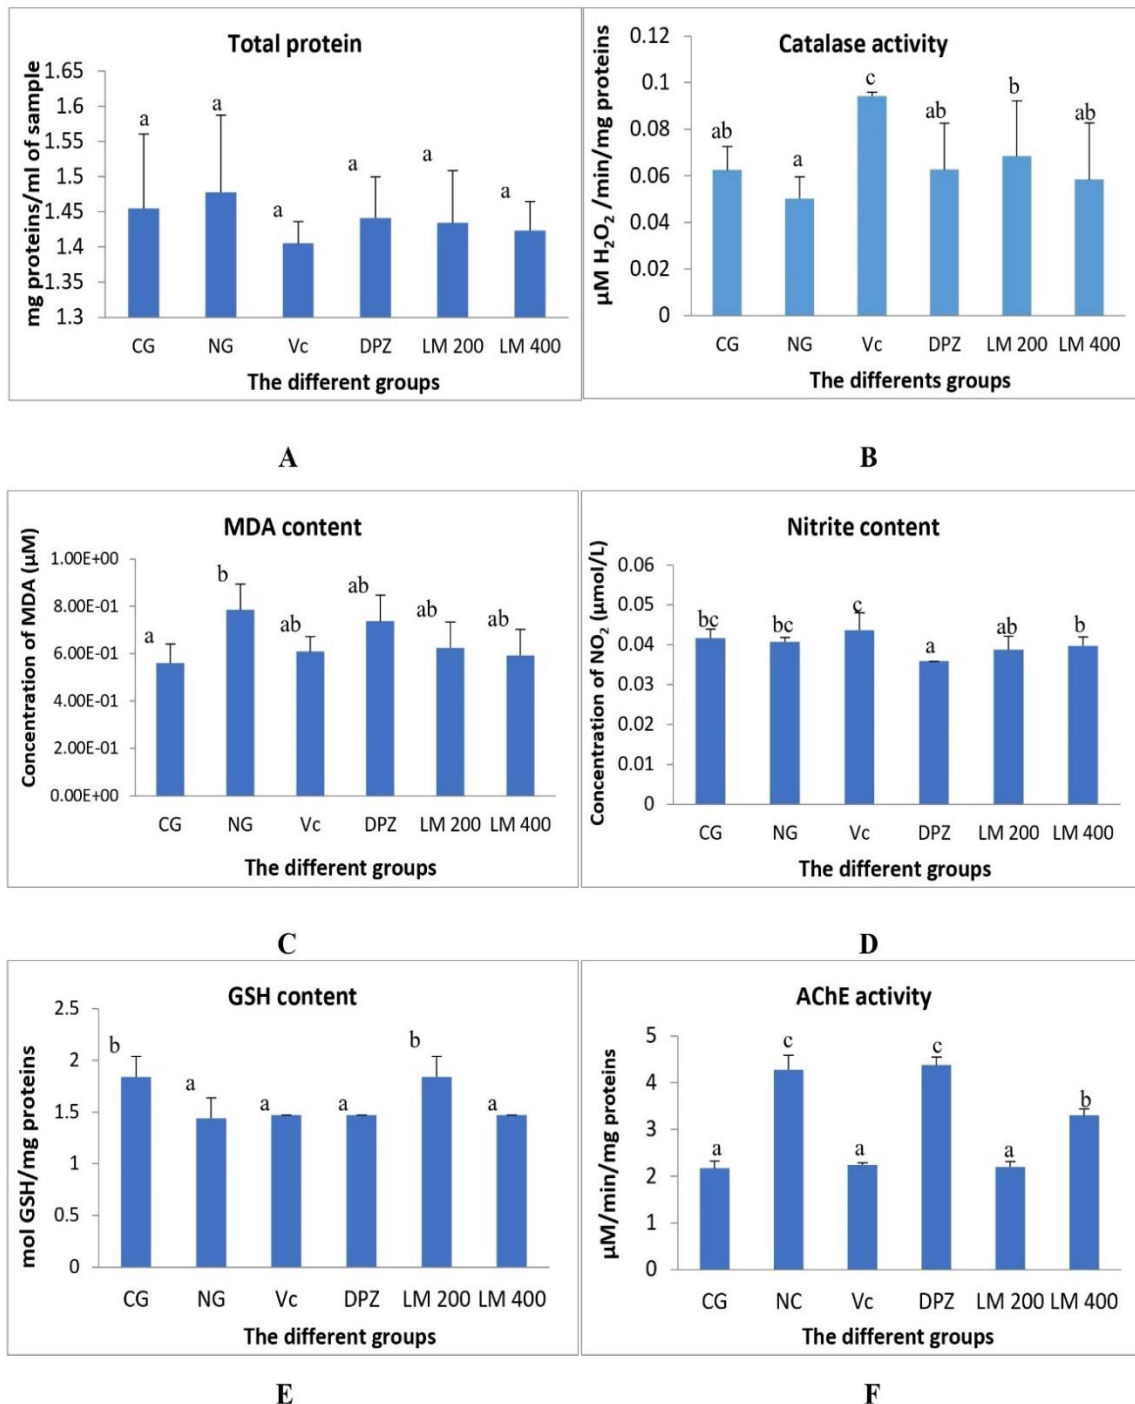 Total protein
mg proteins/ml of sample
1.65
1.6
1.55
1.5
1.45
1.4
1.35
1.3
a a a a a a
CG NG Vc DPZ LM 200 LM 400
The different groups
A
Catalase activity
µM H₂O₂ /min/mg proteins
0.12
0.1
0.08
0.06
0.04
0.02
0
ab a c ab b ab
CG NG Vc DPZ LM 200 LM 400
The differents groups
B
MDA content
Concentration of MDA (µM)
1.00E+00
8.00E-01
6.00E-01
4.00E-01
2.00E-01
0.00E+00
a b ab ab ab ab
CG NG Vc DPZ LM 200 LM 400
The different groups
C
Nitrite content
Concentration of NO₂ (µmol/L)
0.06
0.05
0.04
0.03
0.02
0.01
0
bc bc c a ab b
CG NG Vc DPZ LM 200 LM 400
The different groups
D
GSH content
mol GSH/mg proteins
2.5
2
1.5
1
0.5
0
b a a a b a
CG NG Vc DPZ LM 200 LM 400
The different groups
E
AChE activity
µM/min/mg proteins
5
4
3
2
1
0
a c a c a b
CG NC Vc DPZ LM 200 LM 400
The different groups
F